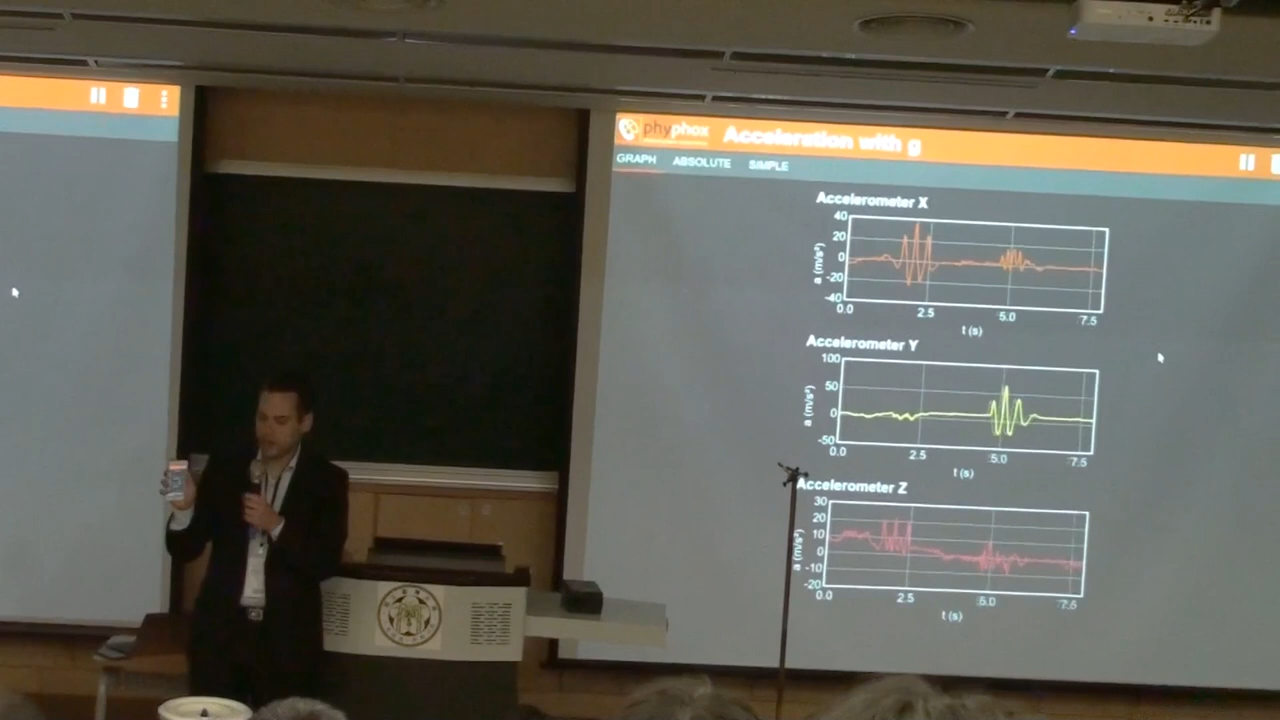 phyphox Acceleration with g
GRAPH ABSOLUTE SIMPLE
Accelerometer X
40
20
0
-20
-40
a (m/s²)
0.0 2.5 5.0 7.5
t (s)
Accelerometer Y
100
50
0
-50
a (m/s²)
0.0 2.5 5.0 7.5
t (s)
Accelerometer Z
30
20
10
0
-10
-20
a (m/s²)
0.0 2.5 5.0 7.5
t (s)